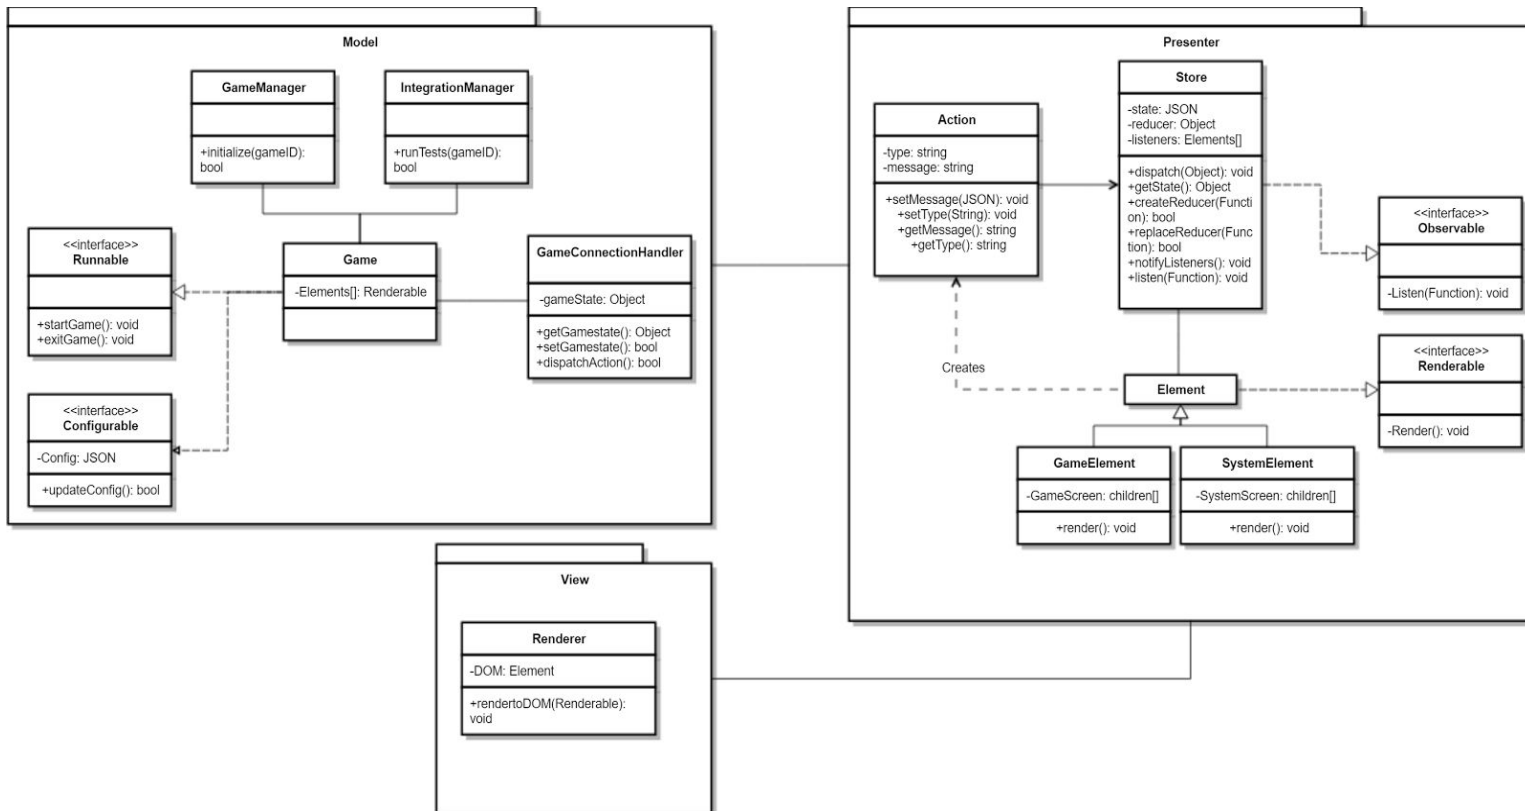 Model
GameManager
+initialize(gameID):
bool
IntegrationManager
+runTests(gameID):
bool
<<interface>>
Runnable
+startGame(): void
+exitGame(): void
Game
-Elements[]: Renderable
GameConnectionHandler
-gameState: Object
+getGamestate(): Object
+setGamestate(): bool
+dispatchAction(): bool
<<interface>>
Configurable
-Config: JSON
+updateConfig(): bool
Presenter
Action
-type: string
-message: string
+setMessage(JSON): void
+setType(String): void
+getMessage(): string
+getType(): string
Store
-state: JSON
-reducer: Object
-listeners: Elements[]
+dispatch(Object): void
+getState(): Object
+createReducer(Functi
on): bool
+replaceReducer(Func
tion): bool
+notifyListeners(): void
+listen(Function): void
<<interface>>
Observable
-Listen(Function): void
<<interface>>
Renderable
-Render(): void
Creates
Element
GameElement
-GameScreen: children[]
+render(): void
SystemElement
-SystemScreen: children[]
+render(): void
View
Renderer
-DOM: Element
+rendertoDOM(Renderable):
void